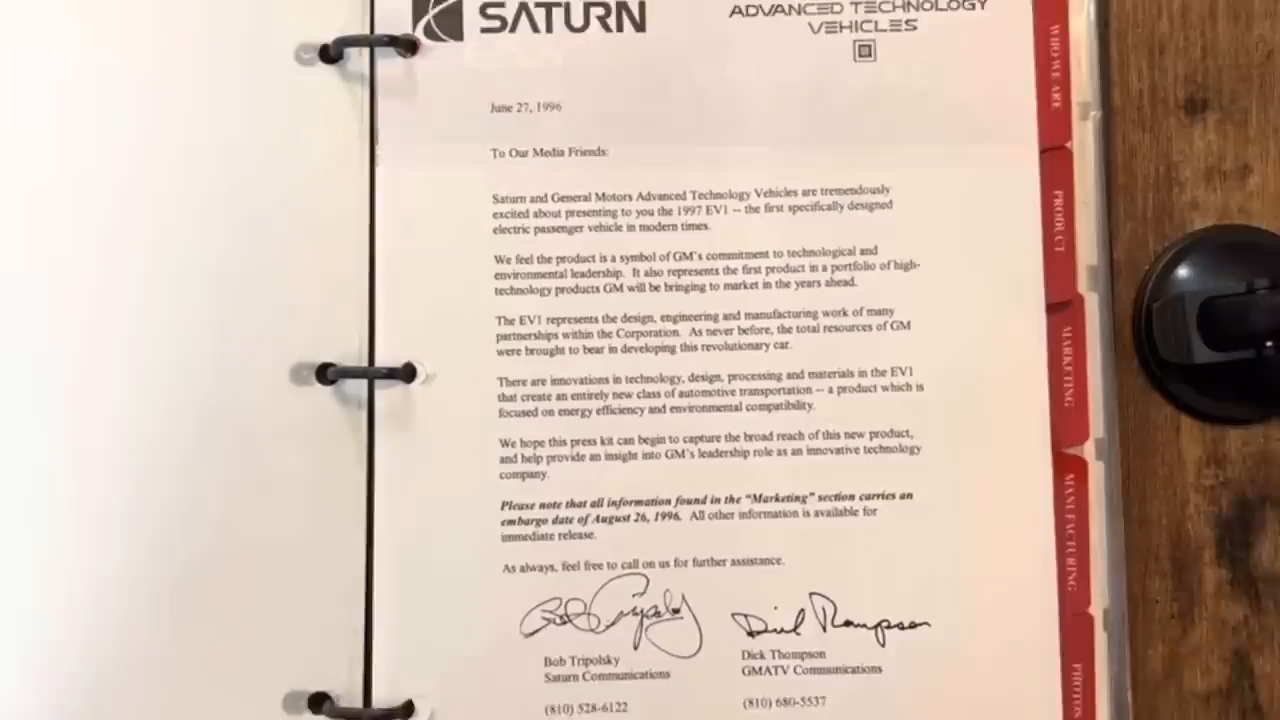 SATURN
ADVANCED TECHNOLOGY
VEHICLES
June 27, 1996
To Our Media Friends:
Saturn and General Motors Advanced Technology Vehicles are tremendously
excited about presenting to you the 1997 EV1 -- the first specifically designed
electric passenger vehicle in modern times.
We feel the product is a symbol of GM's commitment to technological and
environmental leadership. It also represents the first product in a portfolio of high-
technology products GM will be bringing to market in the years ahead.
The EV1 represents the design, engineering and manufacturing work of many
partnerships within the Corporation. As never before, the total resources of GM
were brought to bear in developing this revolutionary car.
There are innovations in technology, design, processing and materials in the EV1
that create an entirely new class of automotive transportation -- a product which is
focused on energy efficiency and environmental compatibility.
We hope this press kit can begin to capture the broad reach of this new product,
and help provide an insight into GM's leadership role as an innovative technology
company.
Please note that all information found in the "Marketing" section carries an
embargo date of August 26, 1996. All other information is available for
immediate release.
As always, feel free to call on us for further assistance.
Bob Tripolsky
Dick Thompson
Bob Tripolsky
Saturn Communications
(810) 528-6122
Dick Thompson
GMATV Communications
(810) 680-5537
WHO WE ARE
PRODUCT
MARKETING
MANUFACTURING
PHOTOS